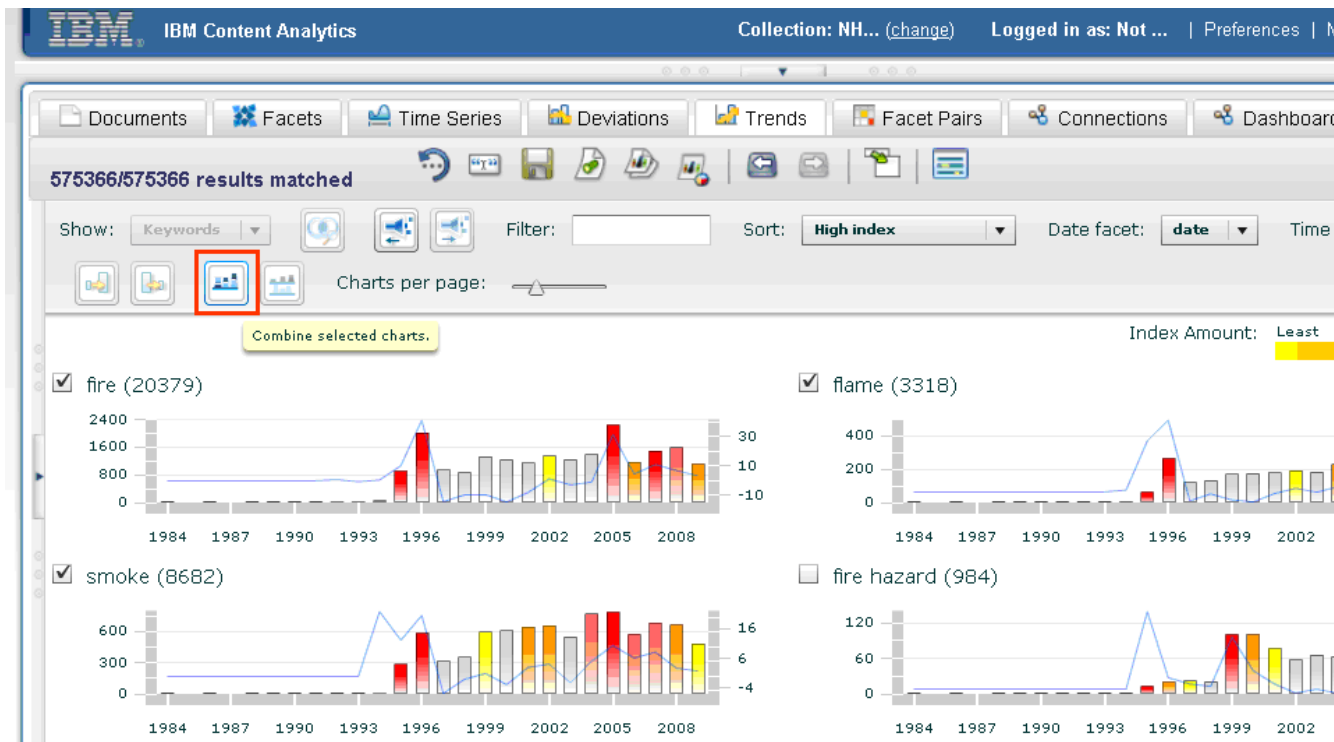 IBM IBM Content Analytics Collection: NH... (change) Logged in as: Not ... | Preferences |
Documents Facets Time Series Deviations Trends Facet Pairs Connections Dashboard
575366/575366 results matched
Show: Keywords Filter: Sort: High index Date facet: date Time
Charts per page:
Combine selected charts.
Index Amount: Least
fire (20379) flame (3318)
2400
1600
800
0
30
10
-10
400
200
0
1984 1987 1990 1993 1996 1999 2002 2005 2008 1984 1987 1990 1993 1996 1999 2002
smoke (8682) fire hazard (984)
600
300
0
16
6
-4
120
60
0
1984 1987 1990 1993 1996 1999 2002 2005 2008 1984 1987 1990 1993 1996 1999 2002